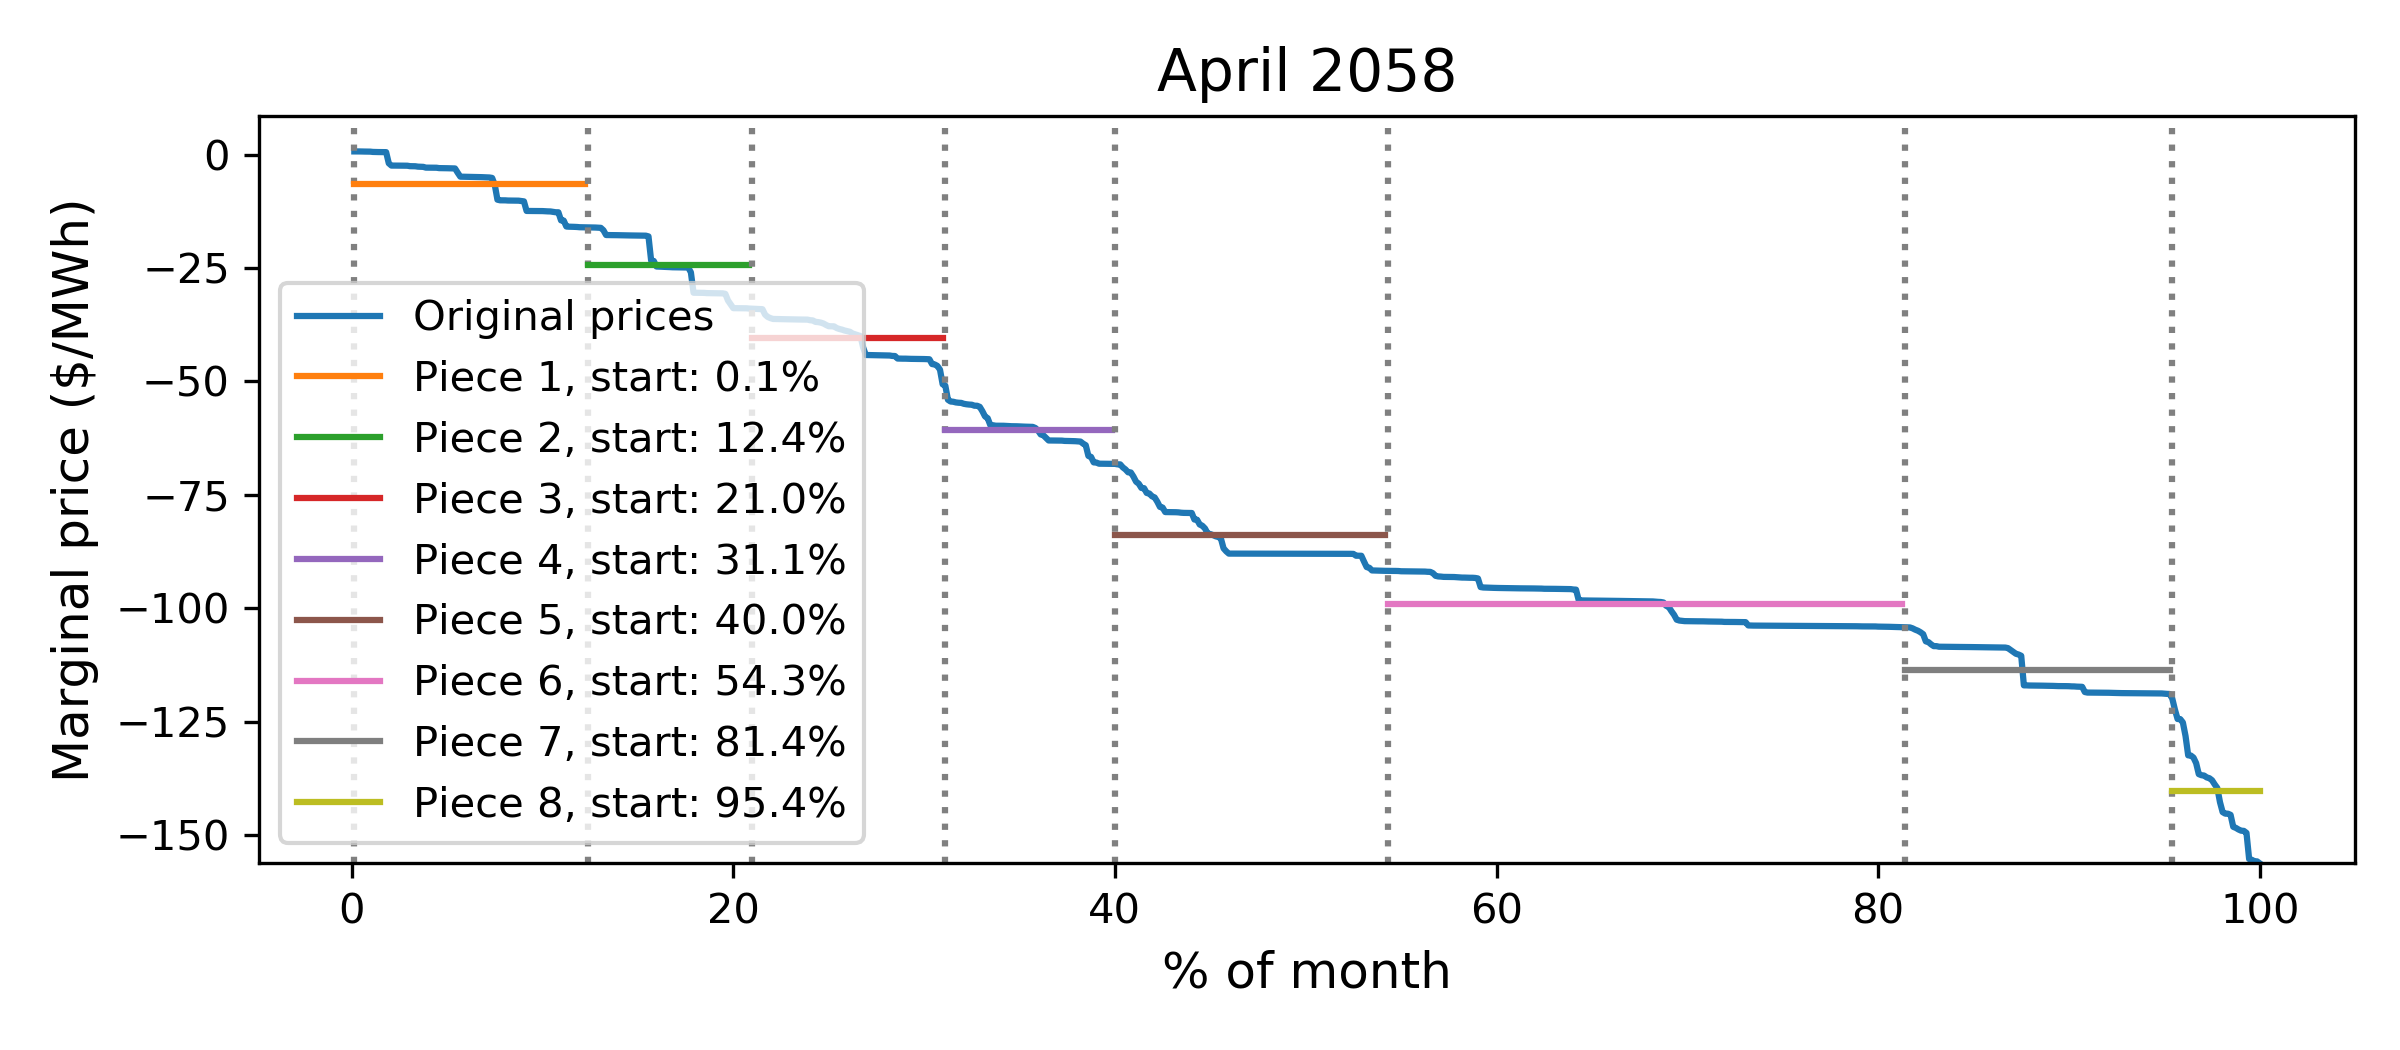 April 2058
Marginal price ($/MWh)
0
−25
−50
−75
−100
−125
−150
Original prices
Piece 1, start: 0.1%
Piece 2, start: 12.4%
Piece 3, start: 21.0%
Piece 4, start: 31.1%
Piece 5, start: 40.0%
Piece 6, start: 54.3%
Piece 7, start: 81.4%
Piece 8, start: 95.4%
0 20 40 60 80 100
% of month